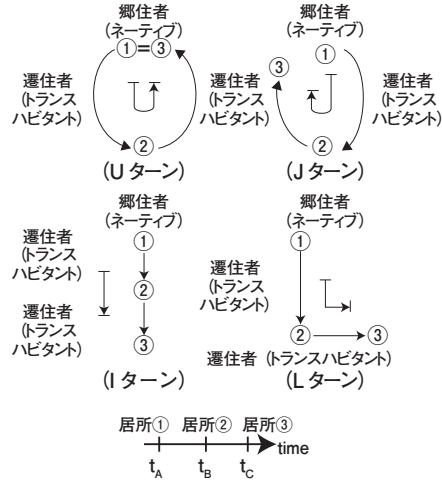 郷住者
(ネーティブ)
①=③
遷住者
(トランス
ハビタント)
②
(Uターン)
郷住者
(ネーティブ)
①
③
遷住者
(トランス
ハビタント)
遷住者
(トランス
ハビタント)
②
(Jターン)
郷住者
(ネーティブ)
①
遷住者
(トランス
ハビタント)
②
遷住者
(トランス
ハビタント)
③
(Iターン)
郷住者
(ネーティブ)
①
遷住者
(トランス
ハビタント)
② ③
遷住者 (トランスハビタント)
(Lターン)
居所① 居所② 居所③
time
tA tB tC